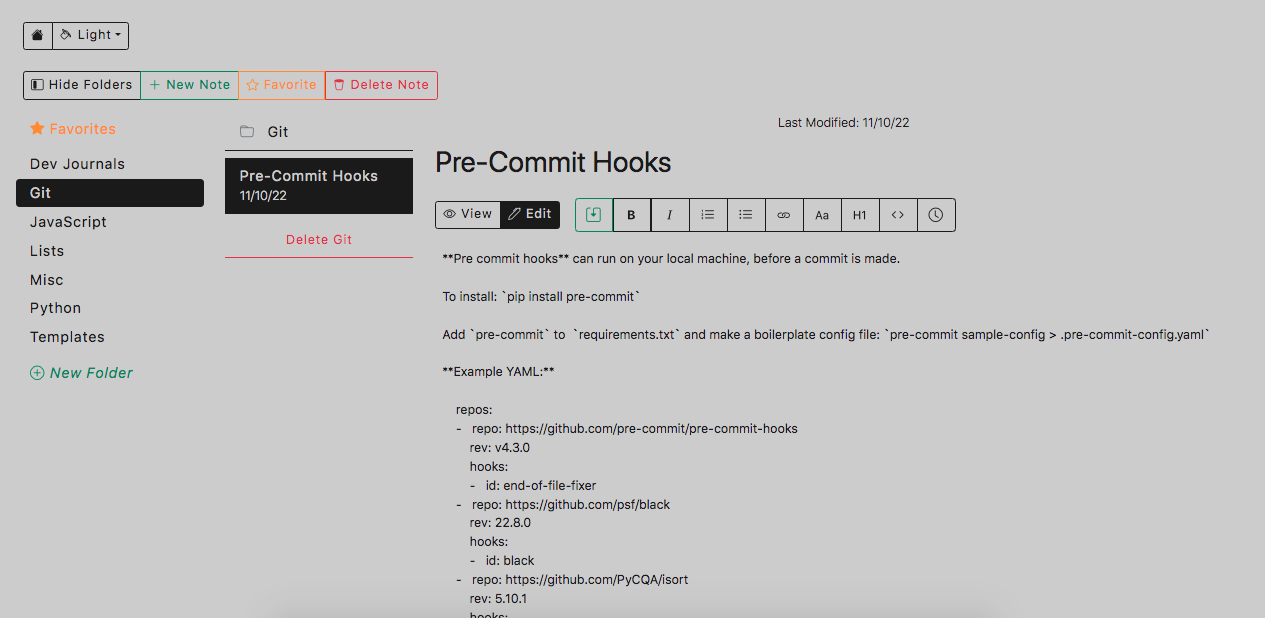 Light
Hide Folders
New Note
Favorite
Delete Note
Favorites
Dev Journals
Git
JavaScript
Lists
Misc
Python
Templates
New Folder
Git
Pre-Commit Hooks
11/10/22
Delete Git
Last Modified: 11/10/22
Pre-Commit Hooks
View
Edit
B
I
Aa
H1
<>
**Pre commit hooks** can run on your local machine, before a commit is made.
To install: `pip install pre-commit`
Add `pre-commit` to `requirements.txt` and make a boilerplate config file: `pre-commit sample-config > .pre-commit-config.yaml`
**Example YAML:**
repos:
- repo: https://github.com/pre-commit/pre-commit-hooks
rev: v4.3.0
hooks:
- id: end-of-file-fixer
- repo: https://github.com/psf/black
rev: 22.8.0
hooks:
- id: black
- repo: https://github.com/PyCQA/isort
rev: 5.10.1
hooks: